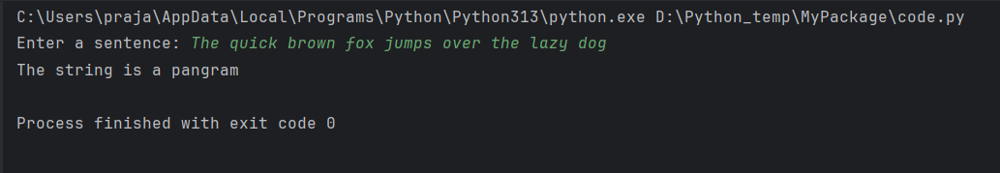 C:\Users\praja\AppData\Local\Programs\Python\Python313\python.exe D:\Python_temp\MyPackage\code.py
Enter a sentence: The quick brown fox jumps over the lazy dog
The string is a pangram
Process finished with exit code 0